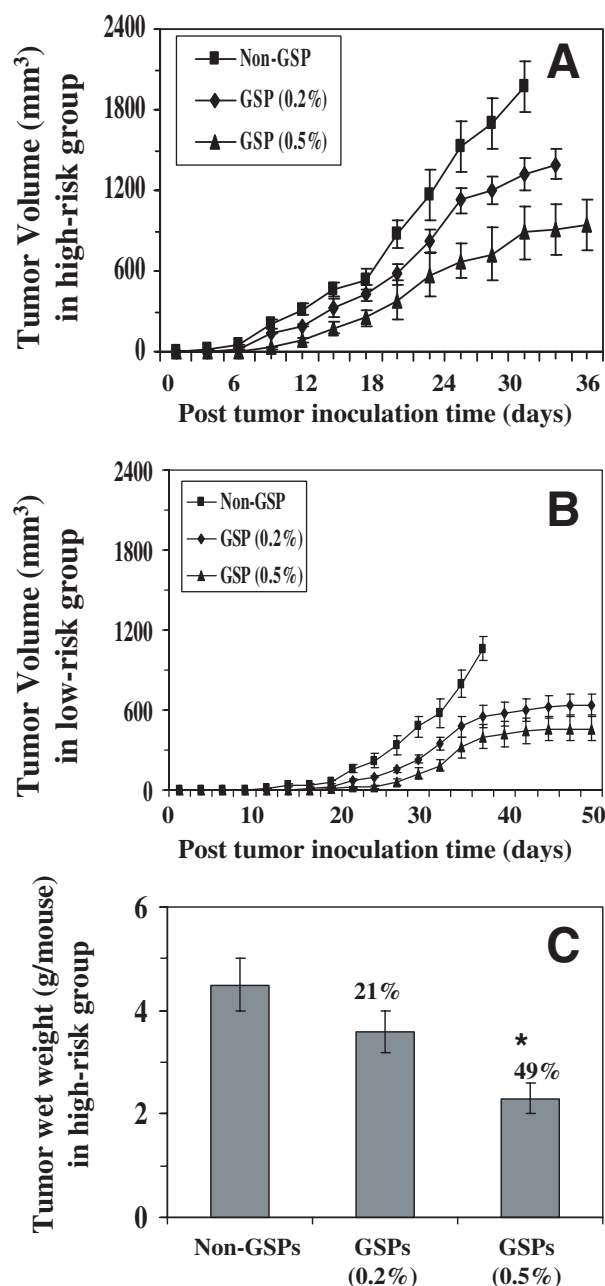 2400
1800
1200
600
0
Tumor Volume (mm³)
in high-risk group
Non-GSP
GSP (0.2%)
GSP (0.5%)
A
0 6 12 18 24 30 36
Post tumor inoculation time (days)
2400
1800
1200
600
0
Tumor Volume (mm³)
in low-risk group
Non-GSP
GSP (0.2%)
GSP (0.5%)
B
0 10 20 30 40 50
Post tumor inoculation time (days)
6
4
2
0
Tumor wet weight (g/mouse)
in high-risk group
C
21%
*
49%
Non-GSPs GSPs GSPs
(0.2%) (0.5%)